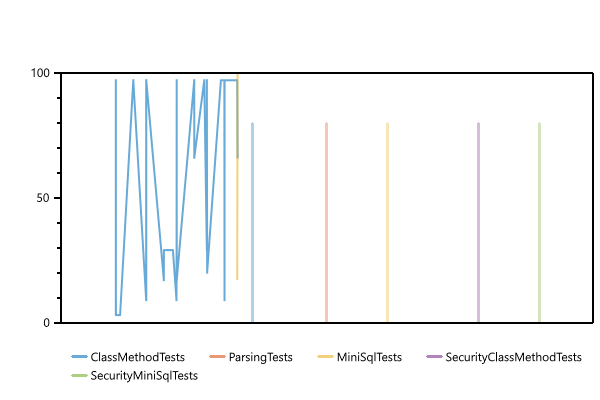 100
50
0
ClassMethodTests ParsingTests MiniSqlTests SecurityClassMethodTests
SecurityMiniSqlTests